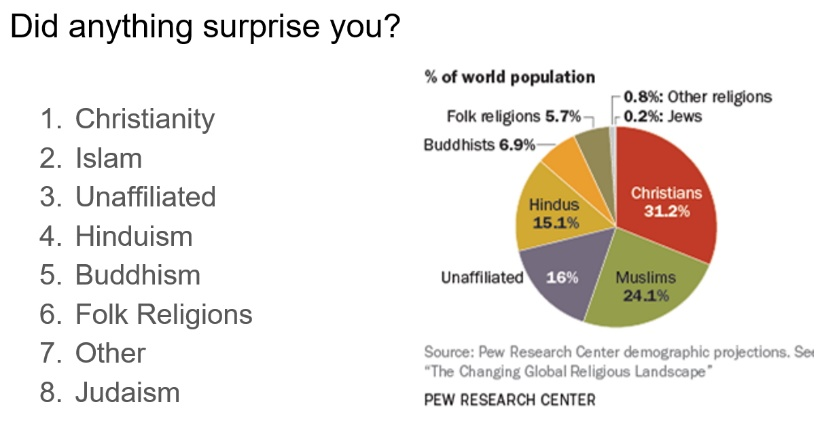 Did anything surprise you?
1. Christianity
2. Islam
3. Unaffiliated
4. Hinduism
5. Buddhism
6. Folk Religions
7. Other
8. Judaism
% of world population
0.8%: Other religions
Folk religions 5.7%
0.2%: Jews
Buddhists 6.9%
Christians
31.2%
Hindus
15.1%
Unaffiliated
16%
Muslims
24.1%
Source: Pew Research Center demographic projections. See
"The Changing Global Religious Landscape"
PEW RESEARCH CENTER